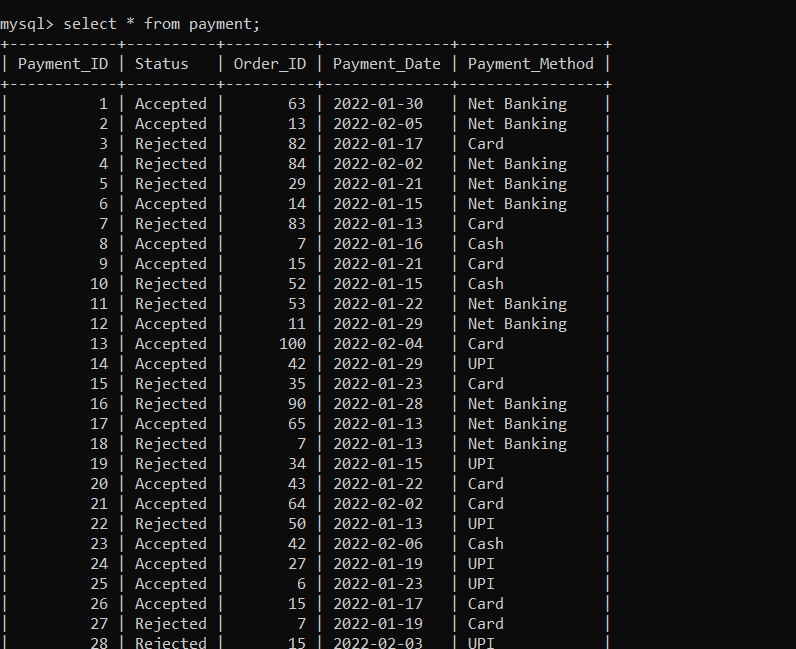 mysql> select * from payment;
+------------+----------+----------+--------------+----------------+
| Payment_ID | Status   | Order_ID | Payment_Date | Payment_Method |
+------------+----------+----------+--------------+----------------+
|          1 | Accepted |       63 | 2022-01-30   | Net Banking    |
|          2 | Accepted |       13 | 2022-02-05   | Net Banking    |
|          3 | Rejected |       82 | 2022-01-17   | Card           |
|          4 | Rejected |       84 | 2022-02-02   | Net Banking    |
|          5 | Rejected |       29 | 2022-01-21   | Net Banking    |
|          6 | Accepted |       14 | 2022-01-15   | Net Banking    |
|          7 | Rejected |       83 | 2022-01-13   | Card           |
|          8 | Accepted |        7 | 2022-01-16   | Cash           |
|          9 | Accepted |       15 | 2022-01-21   | Card           |
|         10 | Rejected |       52 | 2022-01-15   | Cash           |
|         11 | Rejected |       53 | 2022-01-22   | Net Banking    |
|         12 | Accepted |       11 | 2022-01-29   | Net Banking    |
|         13 | Accepted |      100 | 2022-02-04   | Card           |
|         14 | Accepted |       42 | 2022-01-29   | UPI            |
|         15 | Rejected |       35 | 2022-01-23   | Card           |
|         16 | Rejected |       90 | 2022-01-28   | Net Banking    |
|         17 | Accepted |       65 | 2022-01-13   | Net Banking    |
|         18 | Rejected |        7 | 2022-01-13   | Net Banking    |
|         19 | Rejected |       34 | 2022-01-15   | UPI            |
|         20 | Accepted |       43 | 2022-01-22   | Card           |
|         21 | Accepted |       64 | 2022-02-02   | Card           |
|         22 | Rejected |       50 | 2022-01-13   | UPI            |
|         23 | Accepted |       42 | 2022-02-06   | Cash           |
|         24 | Accepted |       27 | 2022-01-19   | UPI            |
|         25 | Accepted |        6 | 2022-01-23   | UPI            |
|         26 | Accepted |       15 | 2022-01-17   | Card           |
|         27 | Rejected |        7 | 2022-01-19   | Card           |
|         28 | Rejected |       15 | 2022-02-03   | UPI            |